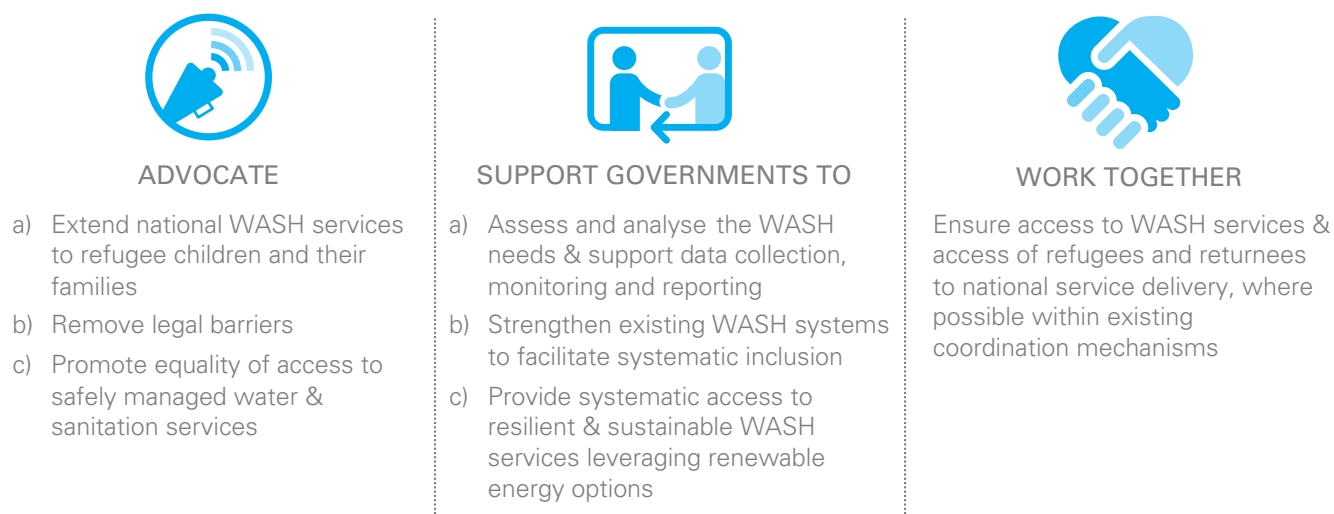 ADVOCATE
a) Extend national WASH services
to refugee children and their
families
b) Remove legal barriers
c) Promote equality of access to
safely managed water &
sanitation services
SUPPORT GOVERNMENTS TO
a) Assess and analyse the WASH
needs & support data collection,
monitoring and reporting
b) Strengthen existing WASH systems
to facilitate systematic inclusion
c) Provide systematic access to
resilient & sustainable WASH
services leveraging renewable
energy options
WORK TOGETHER
Ensure access to WASH services &
access of refugees and returnees
to national service delivery, where
possible within existing
coordination mechanisms